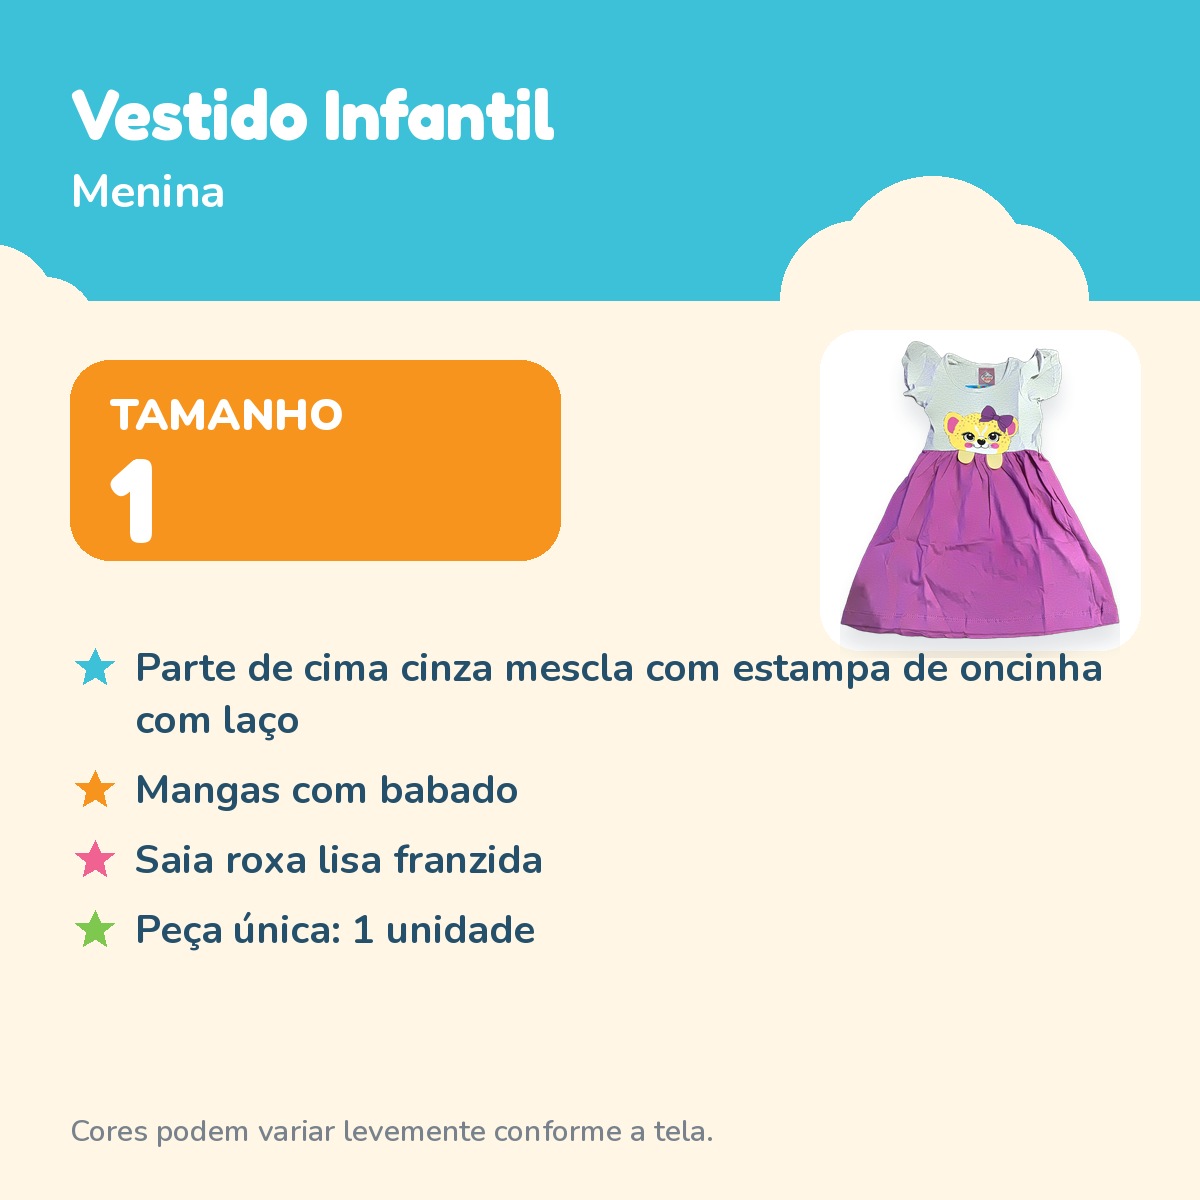 Vestido Infantil
Menina
TAMANHO
1
Parte de cima cinza mescla com estampa de oncinha
com laço
Mangas com babado
Saia roxa lisa franzida
Peça única: 1 unidade
Cores podem variar levemente conforme a tela.